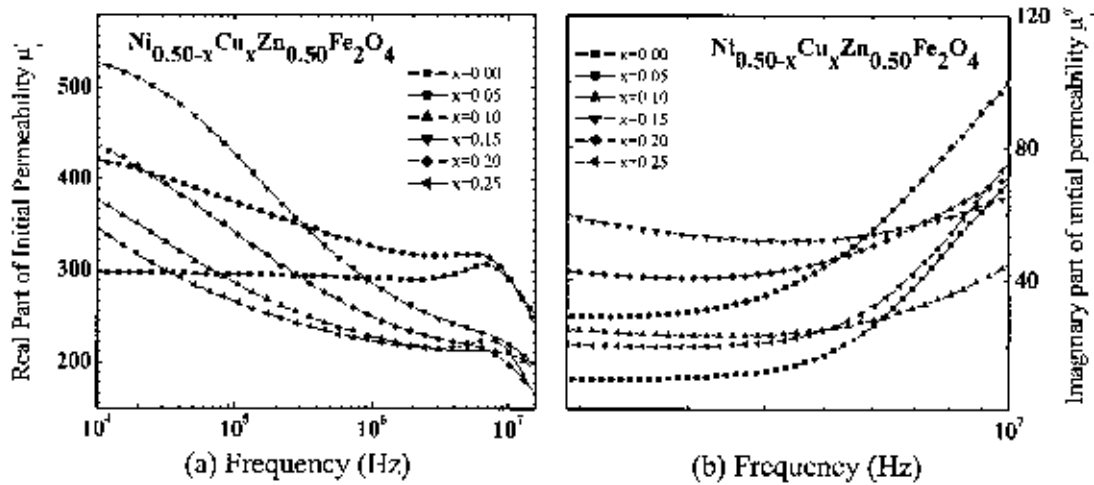 Real Part of Initial Permeability μ'
500
400
300
200
Ni0.50-xCuxZn0.50Fe2O4
x=0.00
x=0.05
x=0.10
x=0.15
x=0.20
x=0.25
10^4
10^5
10^6
10^7
(a) Frequency (Hz)
Ni0.50-xCuxZn0.50Fe2O4
x=0.00
x=0.05
x=0.10
x=0.15
x=0.20
x=0.25
120
80
40
10^7
Imaginary part of initial permeability μ"
(b) Frequency (Hz)